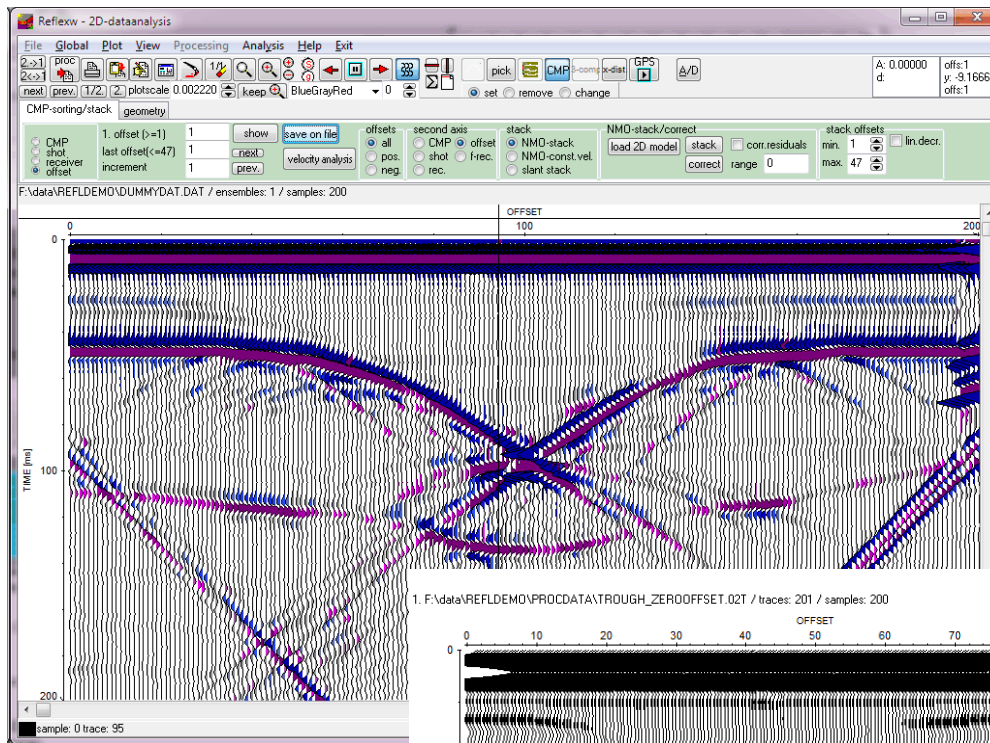 Reflexw - 2D-dataanalysis
File Global Plot View Processing Analysis Help Exit
2->1 proc 1/f pick CMP x-dist GPS A/D
2<->1
A: 0.00000 offs:1
d: y: -9.1666
offs:1
next prev. 1/2. 2. plotscale 0.002220 keep BlueGrayRed 0 set remove change
CMP-sorting/stack geometry
CMP
shot
receiver
offset
1. offset (>=1) 1 show save on file
last offset(<=47) 1 next
increment 1 prev. velocity analysis
offsets
all
pos.
neg.
second axis
CMP offset
shot f-rec.
rec.
stack
NMO-stack
NMO-const.vel.
slant stack
NMO-stack/correct
load 2D model stack corr.residuals
correct range 0
stack offsets
min. 1 lin.decr.
max. 47
F:\data\REFLDEMO\DUMMYDAT.DAT / ensembles: 1 / samples: 200
OFFSET
0 100 200
0
100
200
TIME [ms]
1. F:\data\REFLDEMO\PROCDATA\TROUGH_ZEROOFFSET.02T / traces: 201 / samples: 200
OFFSET
0 10 20 30 40 50 60 70
0
sample: 0 trace: 95